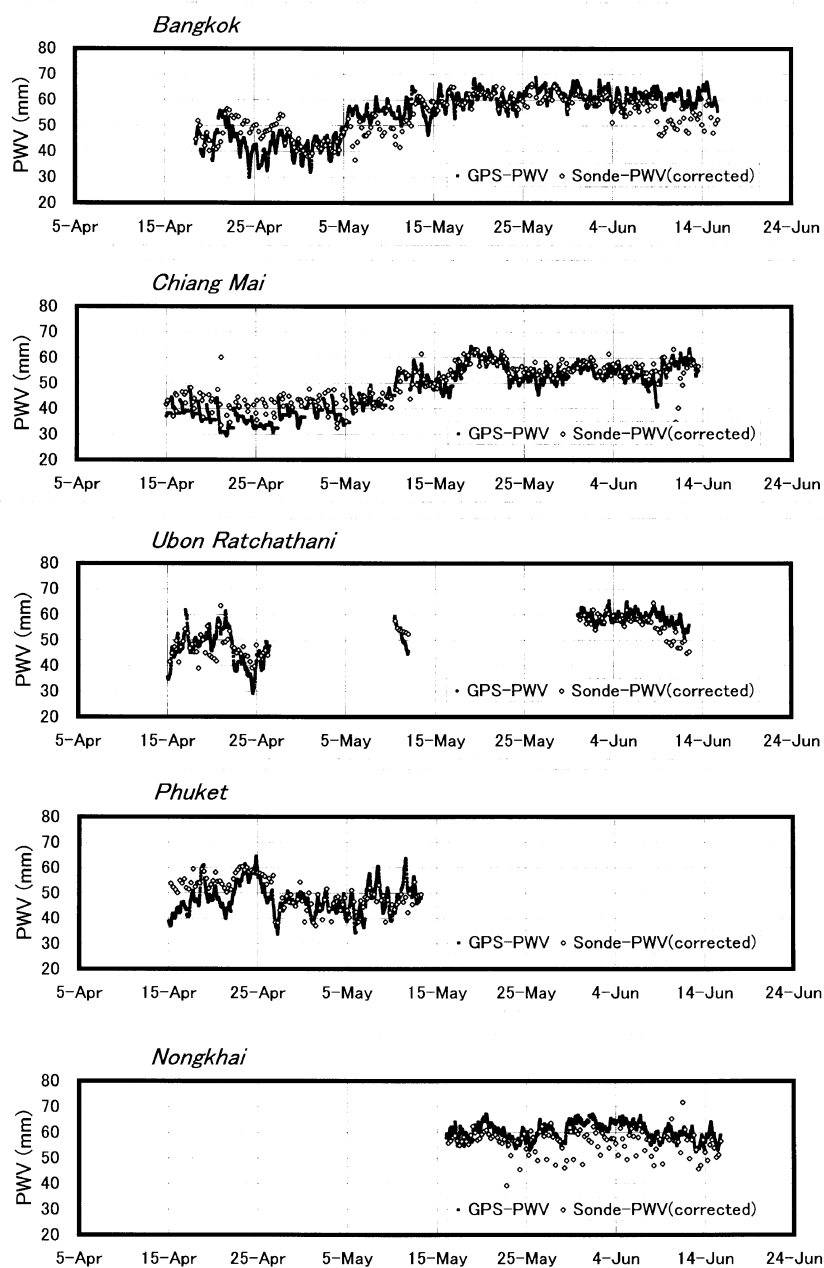 Bangkok
80
70
60
50
40
30
20
PWV (mm)
GPS-PWV Sonde-PWV(corrected)
5-Apr 15-Apr 25-Apr 5-May 15-May 25-May 4-Jun 14-Jun 24-Jun
Chiang Mai
80
70
60
50
40
30
20
PWV (mm)
GPS-PWV Sonde-PWV(corrected)
5-Apr 15-Apr 25-Apr 5-May 15-May 25-May 4-Jun 14-Jun 24-Jun
Ubon Ratchathani
80
70
60
50
40
30
20
PWV (mm)
GPS-PWV Sonde-PWV(corrected)
5-Apr 15-Apr 25-Apr 5-May 15-May 25-May 4-Jun 14-Jun 24-Jun
Phuket
80
70
60
50
40
30
20
PWV (mm)
GPS-PWV Sonde-PWV(corrected)
5-Apr 15-Apr 25-Apr 5-May 15-May 25-May 4-Jun 14-Jun 24-Jun
Nongkhai
80
70
60
50
40
30
20
PWV (mm)
GPS-PWV Sonde-PWV(corrected)
5-Apr 15-Apr 25-Apr 5-May 15-May 25-May 4-Jun 14-Jun 24-Jun